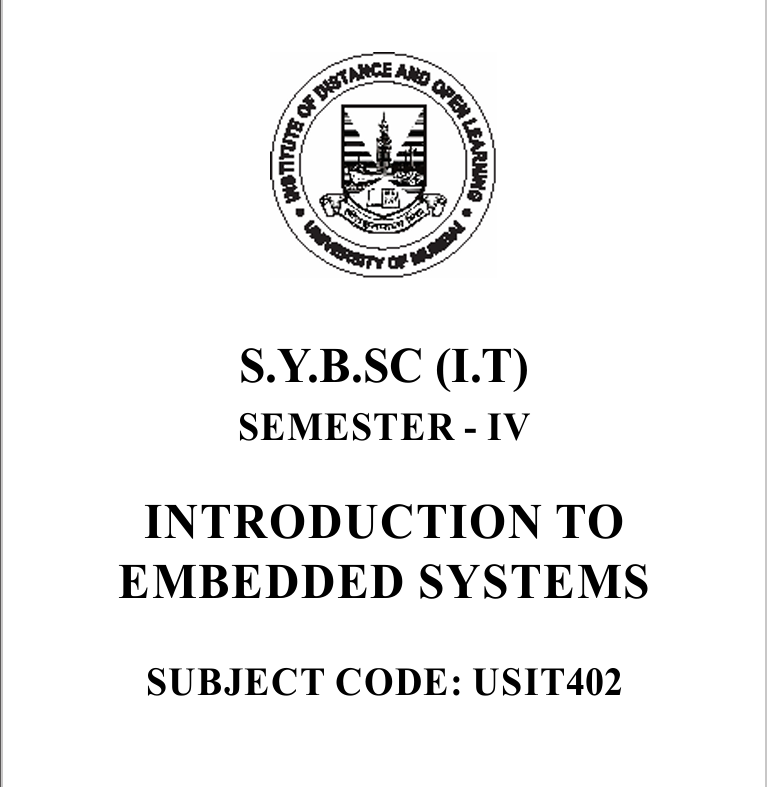 INSTITUTE OF DISTANCE AND OPEN LEARNING
UNIVERSITY OF MUMBAI
S.Y.B.SC (I.T)
SEMESTER - IV
INTRODUCTION TO
EMBEDDED SYSTEMS
SUBJECT CODE: USIT402